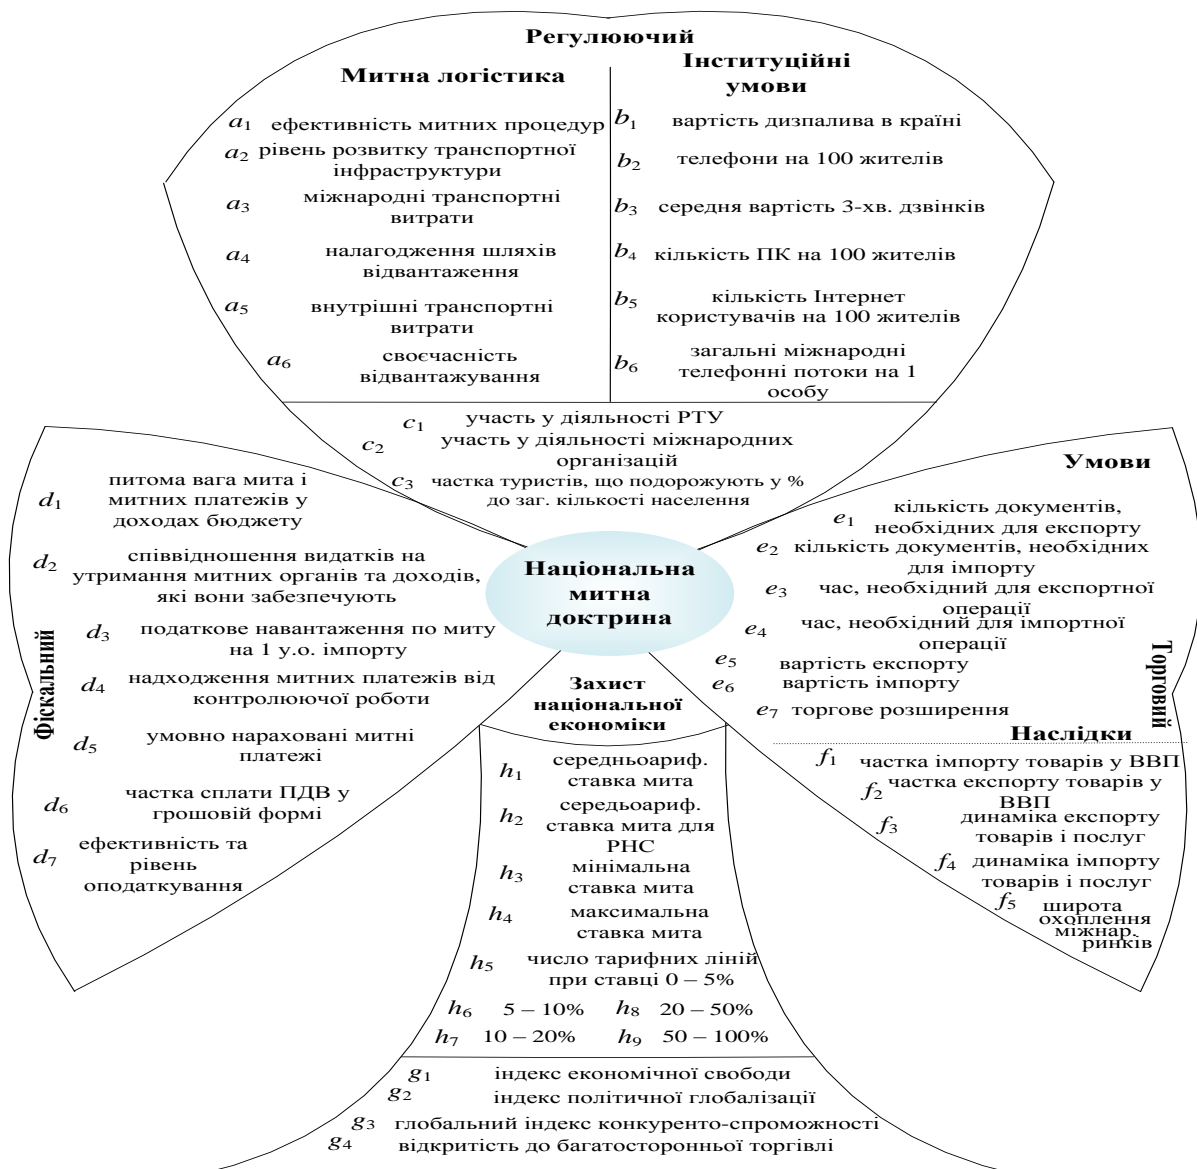 Регулюючий
Митна логістика
a1 ефективність митних процедур
a2 рівень розвитку транспортної
інфраструктури
a3 міжнародні транспортні
витрати
a4 налагодження шляхів
відвантаження
a5 внутрішні транспортні
витрати
a6 своєчасність
відвантажування
Інституційні
умови
b1 вартість дизпалива в країні
b2 телефони на 100 жителів
b3 середня вартість 3-хв. дзвінків
b4 кількість ПК на 100 жителів
b5 кількість Інтернет
користувачів на 100 жителів
b6 загальні міжнародні
телефонні потоки на 1
особу
c1 участь у діяльності РТУ
c2 участь у діяльності міжнародних
організацій
c3 частка туристів, що подорожують у %
до заг. кількості населення
Фіскальний
d1 питома вага мита і
митних платежів у
доходах бюджету
d2 співвідношення видатків на
утримання митних органів та доходів,
які вони забезпечують
d3 податкове навантаження по миту
на 1 у.о. імпорту
d4 надходження митних платежів від
контролюючої роботи
d5 умовно нараховані митні
платежі
d6 частка сплати ПДВ у
грошовій формі
d7 ефективність та
рівень
оподаткування
Національна
митна
доктрина
Умови
e1 кількість документів,
необхідних для експорту
e2 кількість документів, необхідних
для імпорту
e3 час, необхідний для експортної
операції
e4 час, необхідний для імпортної
операції
e5 вартість експорту
e6 вартість імпорту
e7 торгове розширення
Торговий
Наслідки
f1 частка імпорту товарів у ВВП
f2 частка експорту товарів у
ВВП
f3 динаміка експорту
товарів і послуг
f4 динаміка імпорту
товарів і послуг
f5 широта
охоплення
міжнар.
ринків
Захист
національної
економіки
h1 середньоариф.
ставка мита
h2 середьоариф.
ставка мита для
РНС
h3 мінімальна
ставка мита
h4 максимальна
ставка мита
h5 число тарифних ліній
при ставці 0 – 5%
h6 5 – 10% h8 20 – 50%
h7 10 – 20% h9 50 – 100%
g1 індекс економічної свободи
g2 індекс політичної глобалізації
g3 глобальний індекс конкуренто-спроможності
g4 відкритість до багатосторонньої торгівлі